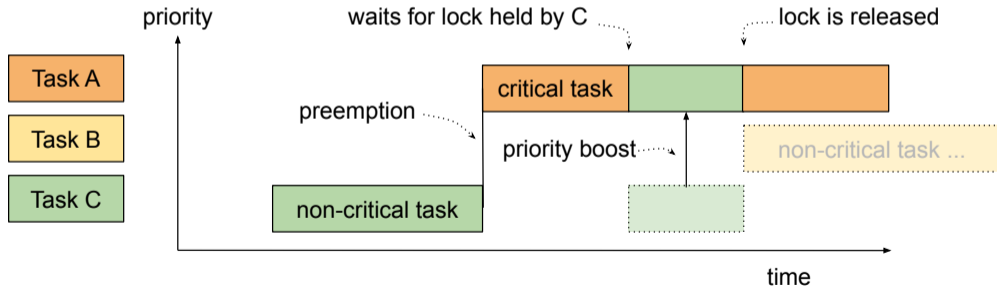 priority
waits for lock held by C
lock is released
Task A
critical task
preemption
Task B
priority boost
non-critical task ...
Task C
non-critical task
time